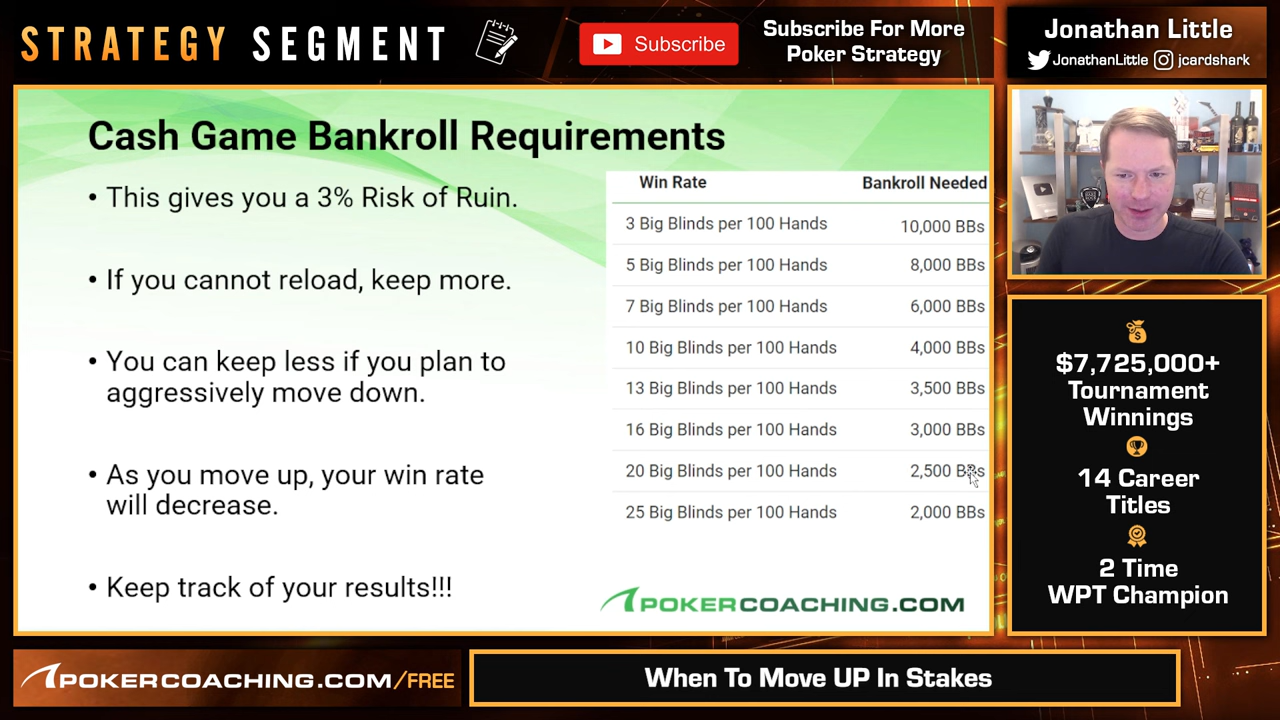 STRATEGY SEGMENT
Subscribe
Subscribe For More
Poker Strategy
Jonathan Little
JonathanLittle jcardshark
Cash Game Bankroll Requirements
• This gives you a 3% Risk of Ruin.
• If you cannot reload, keep more.
• You can keep less if you plan to
aggressively move down.
• As you move up, your win rate
will decrease.
• Keep track of your results!!!
Win Rate Bankroll Needed
3 Big Blinds per 100 Hands 10,000 BBs
5 Big Blinds per 100 Hands 8,000 BBs
7 Big Blinds per 100 Hands 6,000 BBs
10 Big Blinds per 100 Hands 4,000 BBs
13 Big Blinds per 100 Hands 3,500 BBs
16 Big Blinds per 100 Hands 3,000 BBs
20 Big Blinds per 100 Hands 2,500 BBs
25 Big Blinds per 100 Hands 2,000 BBs
POKERCOACHING.COM
$7,725,000+
Tournament
Winnings
14 Career
Titles
2 Time
WPT Champion
POKERCOACHING.COM/FREE
When To Move UP In Stakes